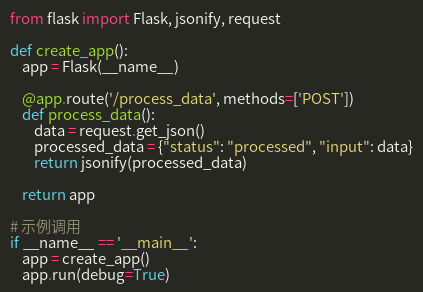 from flask import Flask, jsonify, request

def create_app():
    app = Flask(__name__)

    @app.route('/process_data', methods=['POST'])
    def process_data():
        data = request.get_json()
        processed_data = {"status": "processed", "input": data}
        return jsonify(processed_data)

    return app

# 示例调用
if __name__ == '__main__':
    app = create_app()
    app.run(debug=True)